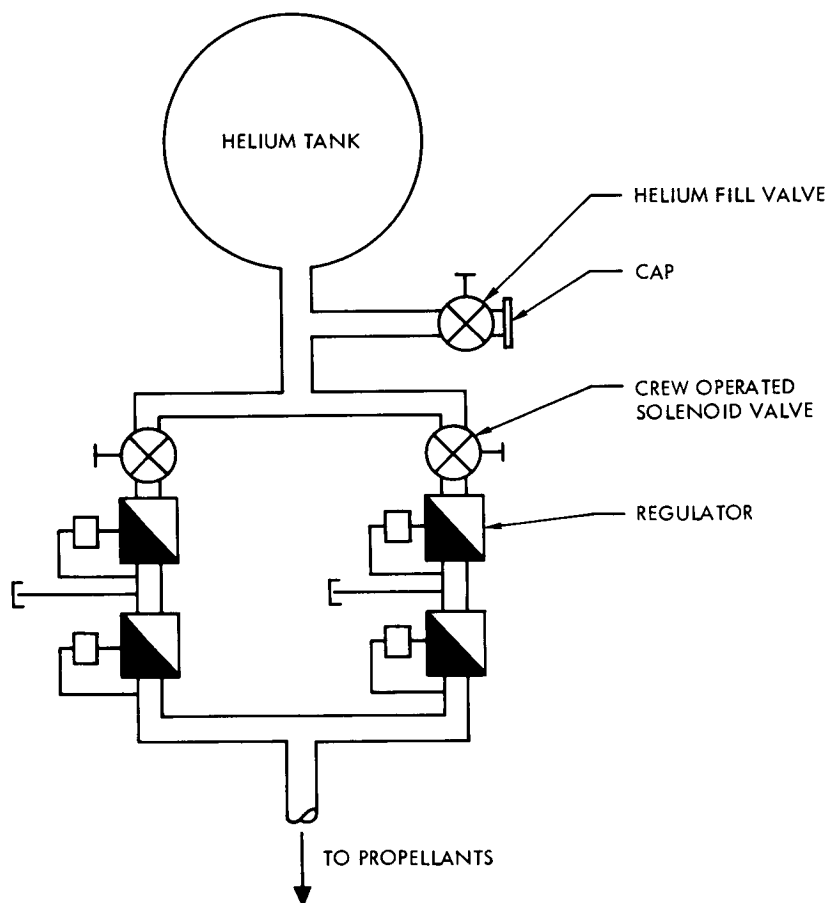 HELIUM TANK
HELIUM FILL VALVE
CAP
CREW OPERATED
SOLENOID VALVE
REGULATOR
TO PROPELLANTS